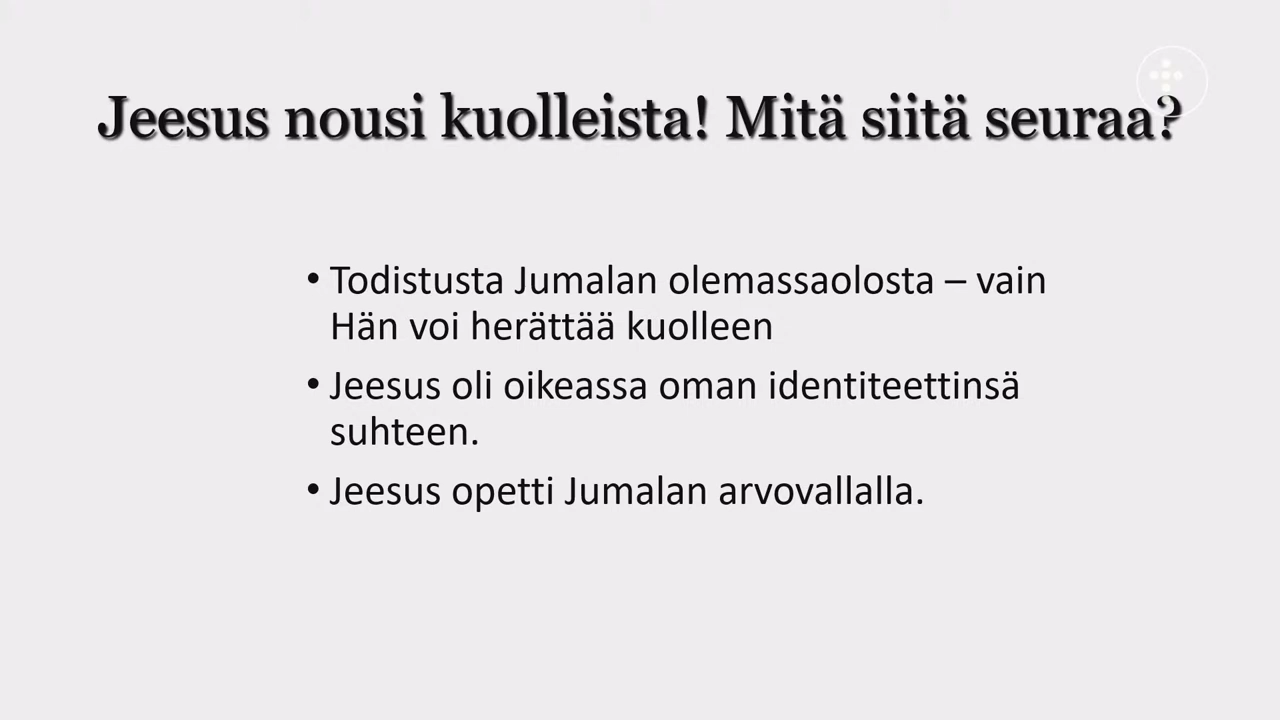 Jeesus nousi kuolleista! Mitä siitä seuraa?
• Todistusta Jumalan olemassaolosta – vain
Hän voi herättää kuolleen
• Jeesus oli oikeassa oman identiteettinsä
suhteen.
• Jeesus opetti Jumalan arvovallalla.